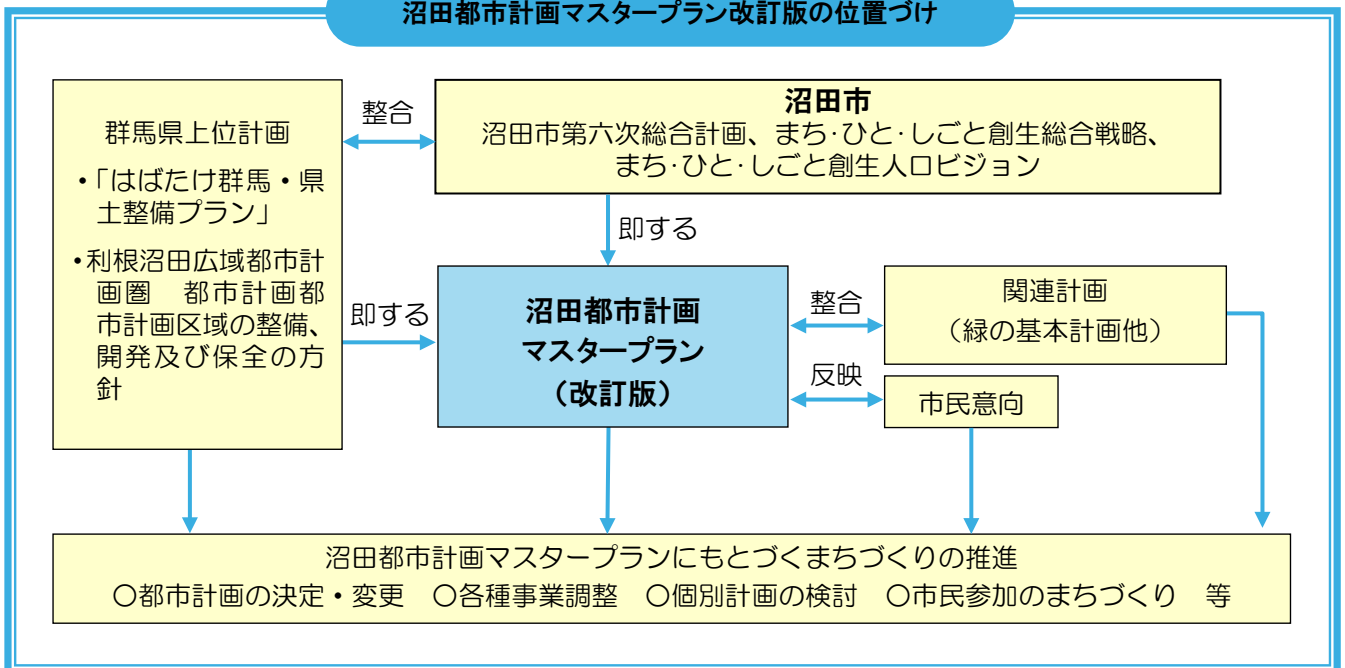 沼田都市計画マスタープラン改訂版の位置づけ
群馬県上位計画
・「はばたけ群馬・県
土整備プラン」
・利根沼田広域都市計
画圏　都市計画都
市計画区域の整備、
開発及び保全の方
針
整合
沼田市
沼田市第六次総合計画、まち・ひと・しごと創生総合戦略、
まち・ひと・しごと創生人口ビジョン
即する
即する
沼田都市計画
マスタープラン
（改訂版）
整合
関連計画
（緑の基本計画他）
反映
市民意向
沼田都市計画マスタープランにもとづくまちづくりの推進
○都市計画の決定・変更　○各種事業調整　○個別計画の検討　○市民参加のまちづくり　等